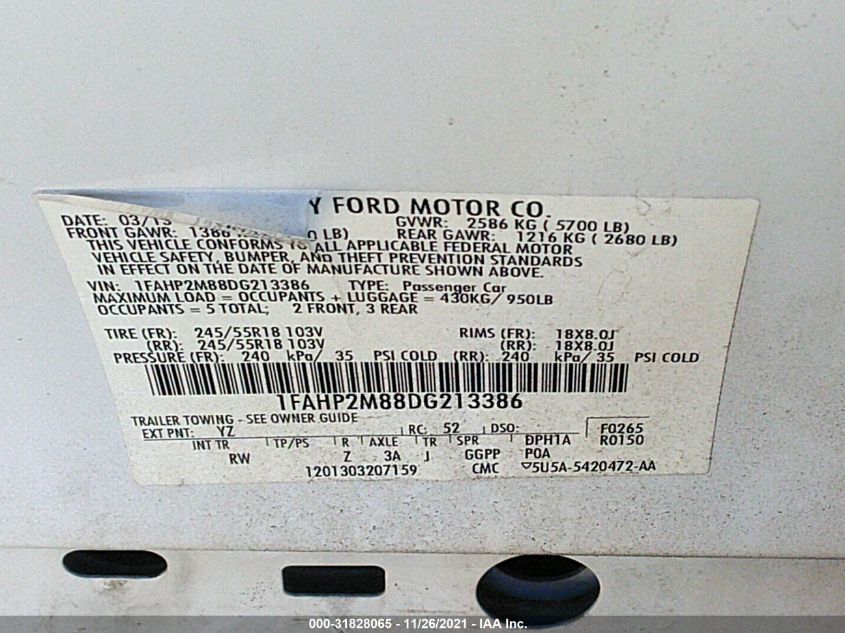 Y FORD MOTOR CO.
DATE: 03/13 GVWR: 2586 KG ( 5700 LB)
FRONT GAWR: LB) REAR GAWR: 1216 KG ( 2680 LB)
THIS VEHICLE CONFORMS TO ALL APPLICABLE FEDERAL MOTOR
VEHICLE SAFETY, BUMPER, AND THEFT PREVENTION STANDARDS
IN EFFECT ON THE DATE OF MANUFACTURE SHOWN ABOVE.
VIN: 1FAHP2M88DG213386 TYPE: Passenger Car
MAXIMUM LOAD = OCCUPANTS + LUGGAGE = 430KG/ 950LB
OCCUPANTS = 5 TOTAL; 2 FRONT, 3 REAR
TIRE (FR): 245/55R18 103V RIMS (FR): 18X8.0J
(RR): 245/55R18 103V (RR): 18X8.0J
PRESSURE (FR): 240 kPa/ 35 PSI COLD (RR): 240 kPa/ 35 PSI COLD
1FAHP2M88DG213386
TRAILER TOWING - SEE OWNER GUIDE
EXT PNT: YZ RC: 52 DSO: F0265
INT TR TP/PS R AXLE TR SPR DPH1A R0150
RW Z 3A J GGPP P0A
1201303207159 CMC ▽5U5A-5420472-AA
000-31828065 - 11/26/2021 - IAA Inc.